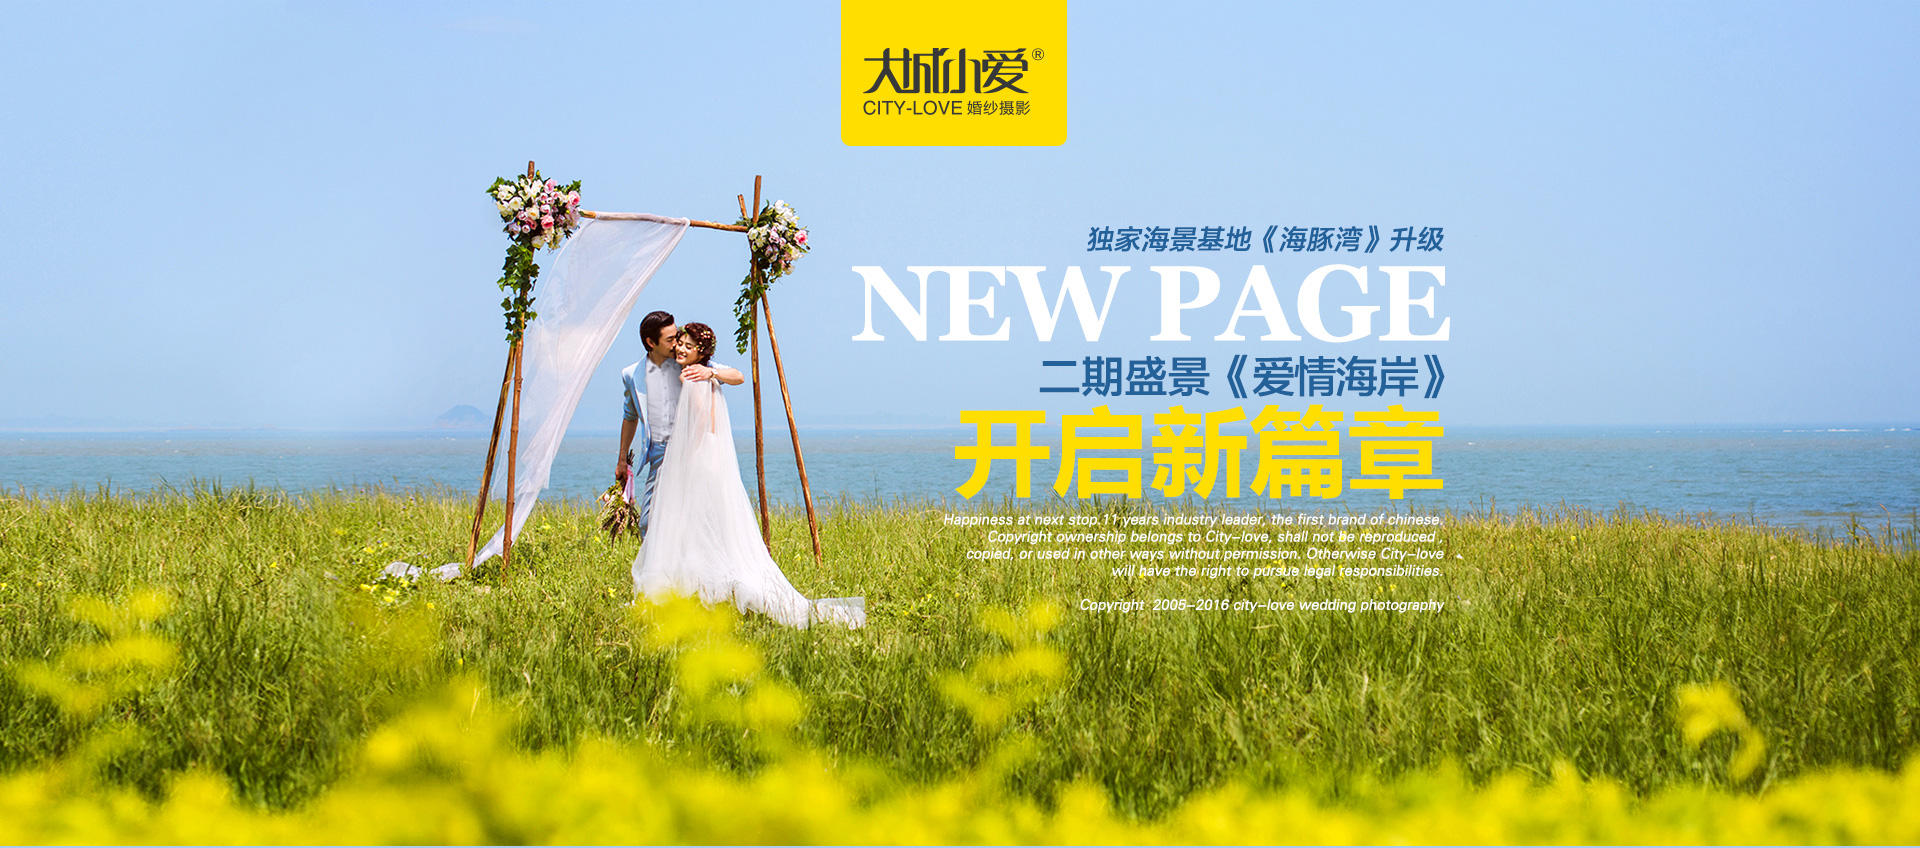 大城小爱®
CITY-LOVE 婚纱摄影
独家海景基地《海豚湾》升级
NEW PAGE
二期盛景《爱情海岸》
开启新篇章
Happiness at next stop.11 years industry leader, the first brand of chinese.
Copyright ownership belongs to City-love, shall not be reproduced ,
copied, or used in other ways without permission. Otherwise City-love
will have the right to pursue legal responsibilities.
Copyright 2005-2016 city-love wedding photography